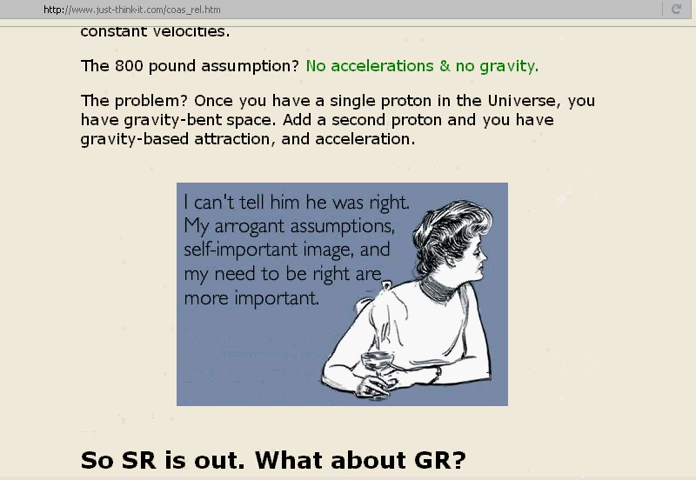 http://www.just-think-it.com/coas_rel.htm
constant velocities.
The 800 pound assumption? No accelerations & no gravity.
The problem? Once you have a single proton in the Universe, you
have gravity-bent space. Add a second proton and you have
gravity-based attraction, and acceleration.
I can't tell him he was right.
My arrogant assumptions,
self-important image, and
my need to be right are
more important.
So SR is out. What about GR?